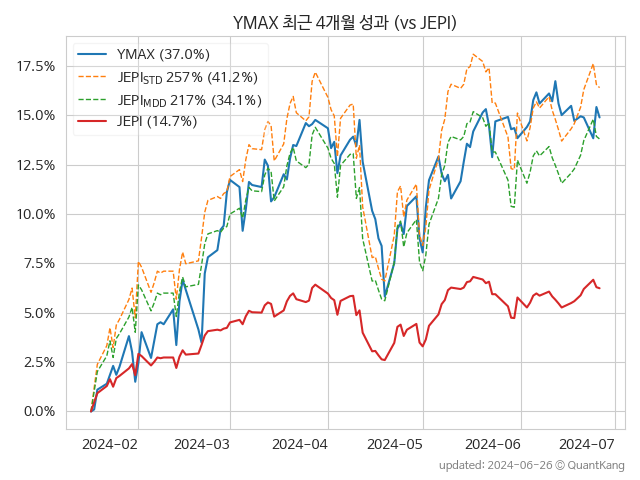 YMAX 최근 4개월 성과 (vs JEPI)
YMAX (37.0%)
JEPI_STD 257% (41.2%)
JEPI_MDD 217% (34.1%)
JEPI (14.7%)
17.5%
15.0%
12.5%
10.0%
7.5%
5.0%
2.5%
0.0%
2024-02 2024-03 2024-04 2024-05 2024-06 2024-07
updated: 2024-06-26 © QuantKang